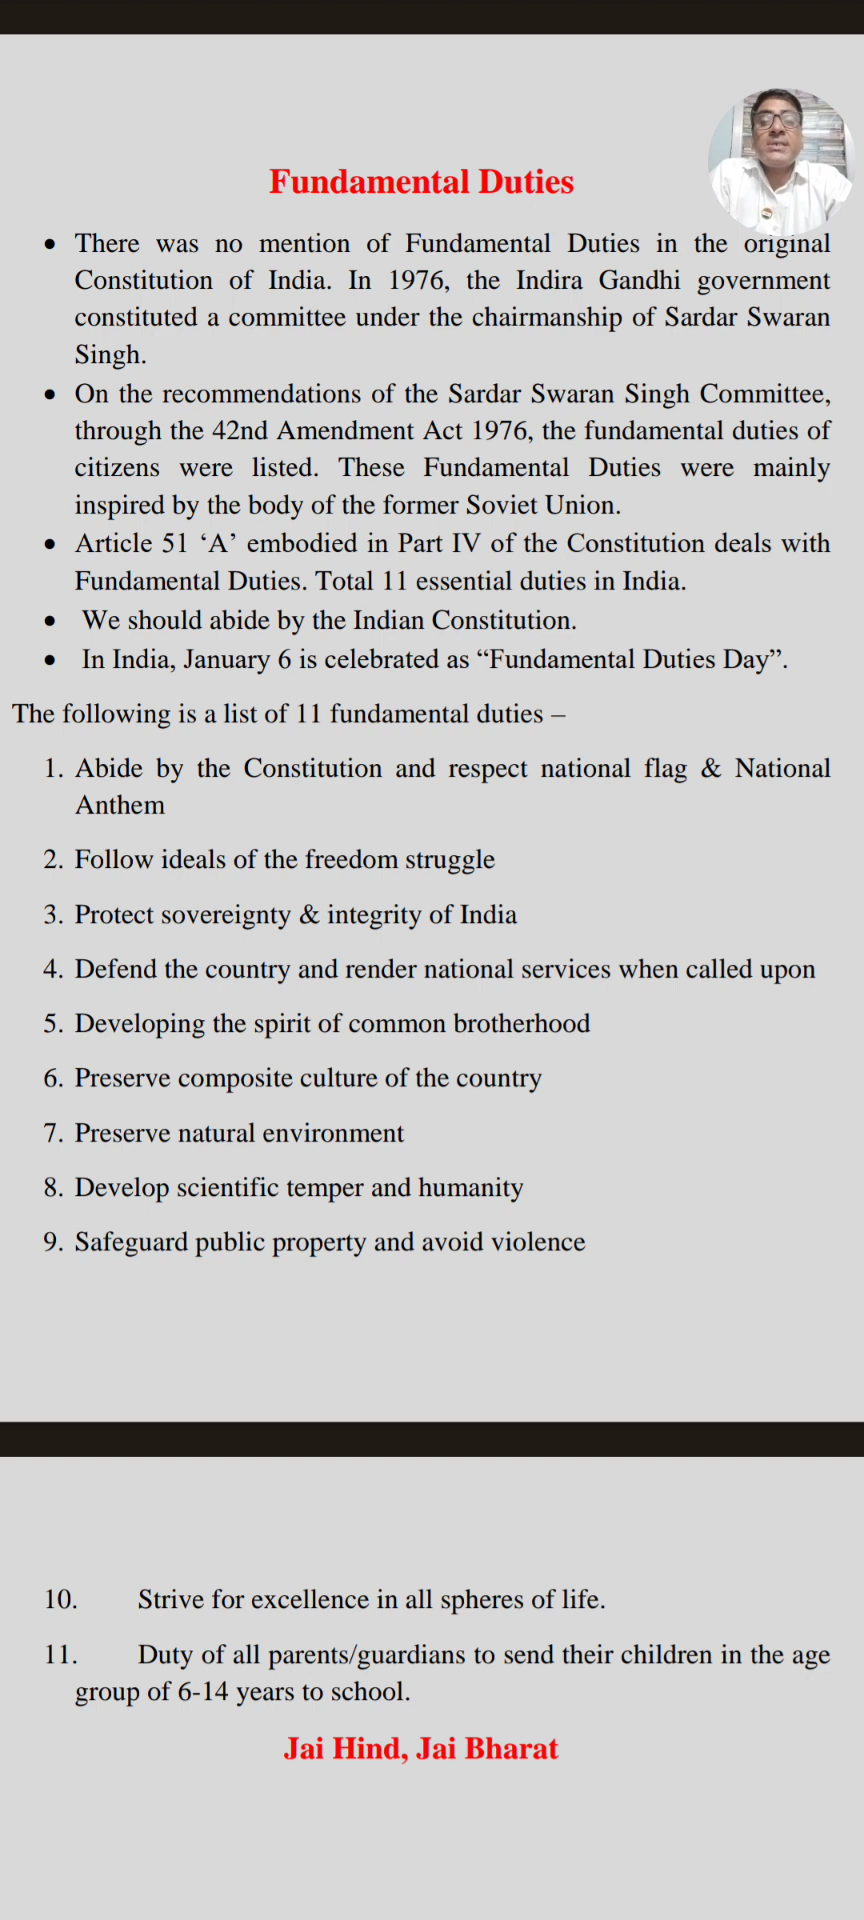 Fundamental Duties
• There was no mention of Fundamental Duties in the original
Constitution of India. In 1976, the Indira Gandhi government
constituted a committee under the chairmanship of Sardar Swaran
Singh.
• On the recommendations of the Sardar Swaran Singh Committee,
through the 42nd Amendment Act 1976, the fundamental duties of
citizens were listed. These Fundamental Duties were mainly
inspired by the body of the former Soviet Union.
• Article 51 ‘A’ embodied in Part IV of the Constitution deals with
Fundamental Duties. Total 11 essential duties in India.
• We should abide by the Indian Constitution.
• In India, January 6 is celebrated as “Fundamental Duties Day”.
The following is a list of 11 fundamental duties –
1. Abide by the Constitution and respect national flag & National
Anthem
2. Follow ideals of the freedom struggle
3. Protect sovereignty & integrity of India
4. Defend the country and render national services when called upon
5. Developing the spirit of common brotherhood
6. Preserve composite culture of the country
7. Preserve natural environment
8. Develop scientific temper and humanity
9. Safeguard public property and avoid violence
10. Strive for excellence in all spheres of life.
11. Duty of all parents/guardians to send their children in the age
group of 6-14 years to school.
Jai Hind, Jai Bharat